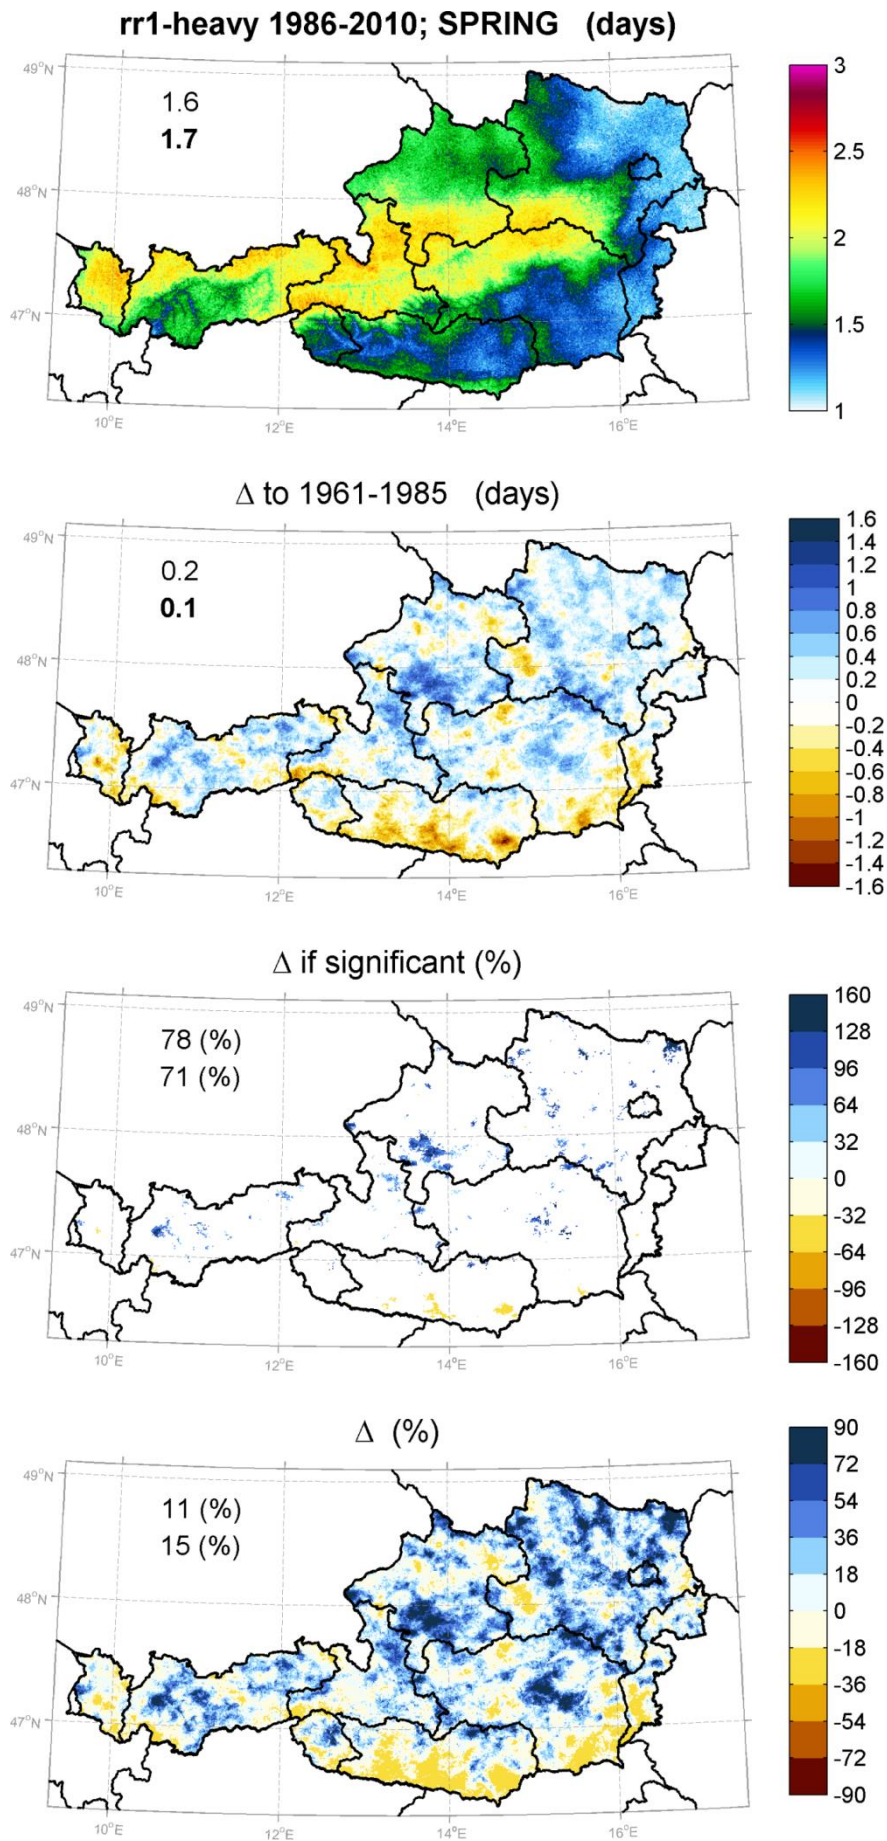 rr1-heavy 1986-2010; SPRING (days)
49°N
48°N
47°N
1.6
1.7
10°E
12°E
14°E
16°E
3
2.5
2
1.5
1
Δ to 1961-1985 (days)
49°N
48°N
47°N
0.2
0.1
10°E
12°E
14°E
16°E
1.6
1.4
1.2
1
0.8
0.6
0.4
0.2
0
-0.2
-0.4
-0.6
-0.8
-1
-1.2
-1.4
-1.6
Δ if significant (%)
49°N
48°N
47°N
78 (%)
71 (%)
10°E
12°E
14°E
16°E
160
128
96
64
32
0
-32
-64
-96
-128
-160
Δ (%)
49°N
48°N
47°N
11 (%)
15 (%)
10°E
12°E
14°E
16°E
90
72
54
36
18
0
-18
-36
-54
-72
-90